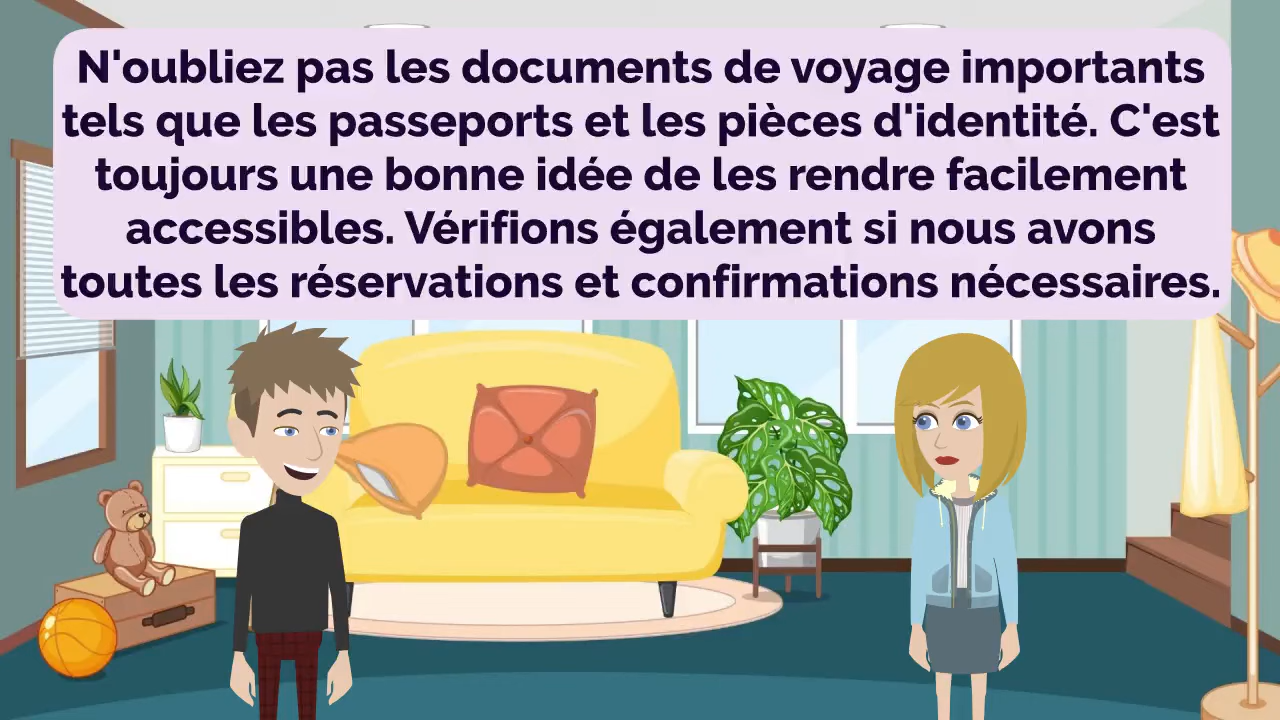 N'oubliez pas les documents de voyage importants
tels que les passeports et les pièces d'identité. C'est
toujours une bonne idée de les rendre facilement
accessibles. Vérifions également si nous avons
toutes les réservations et confirmations nécessaires.